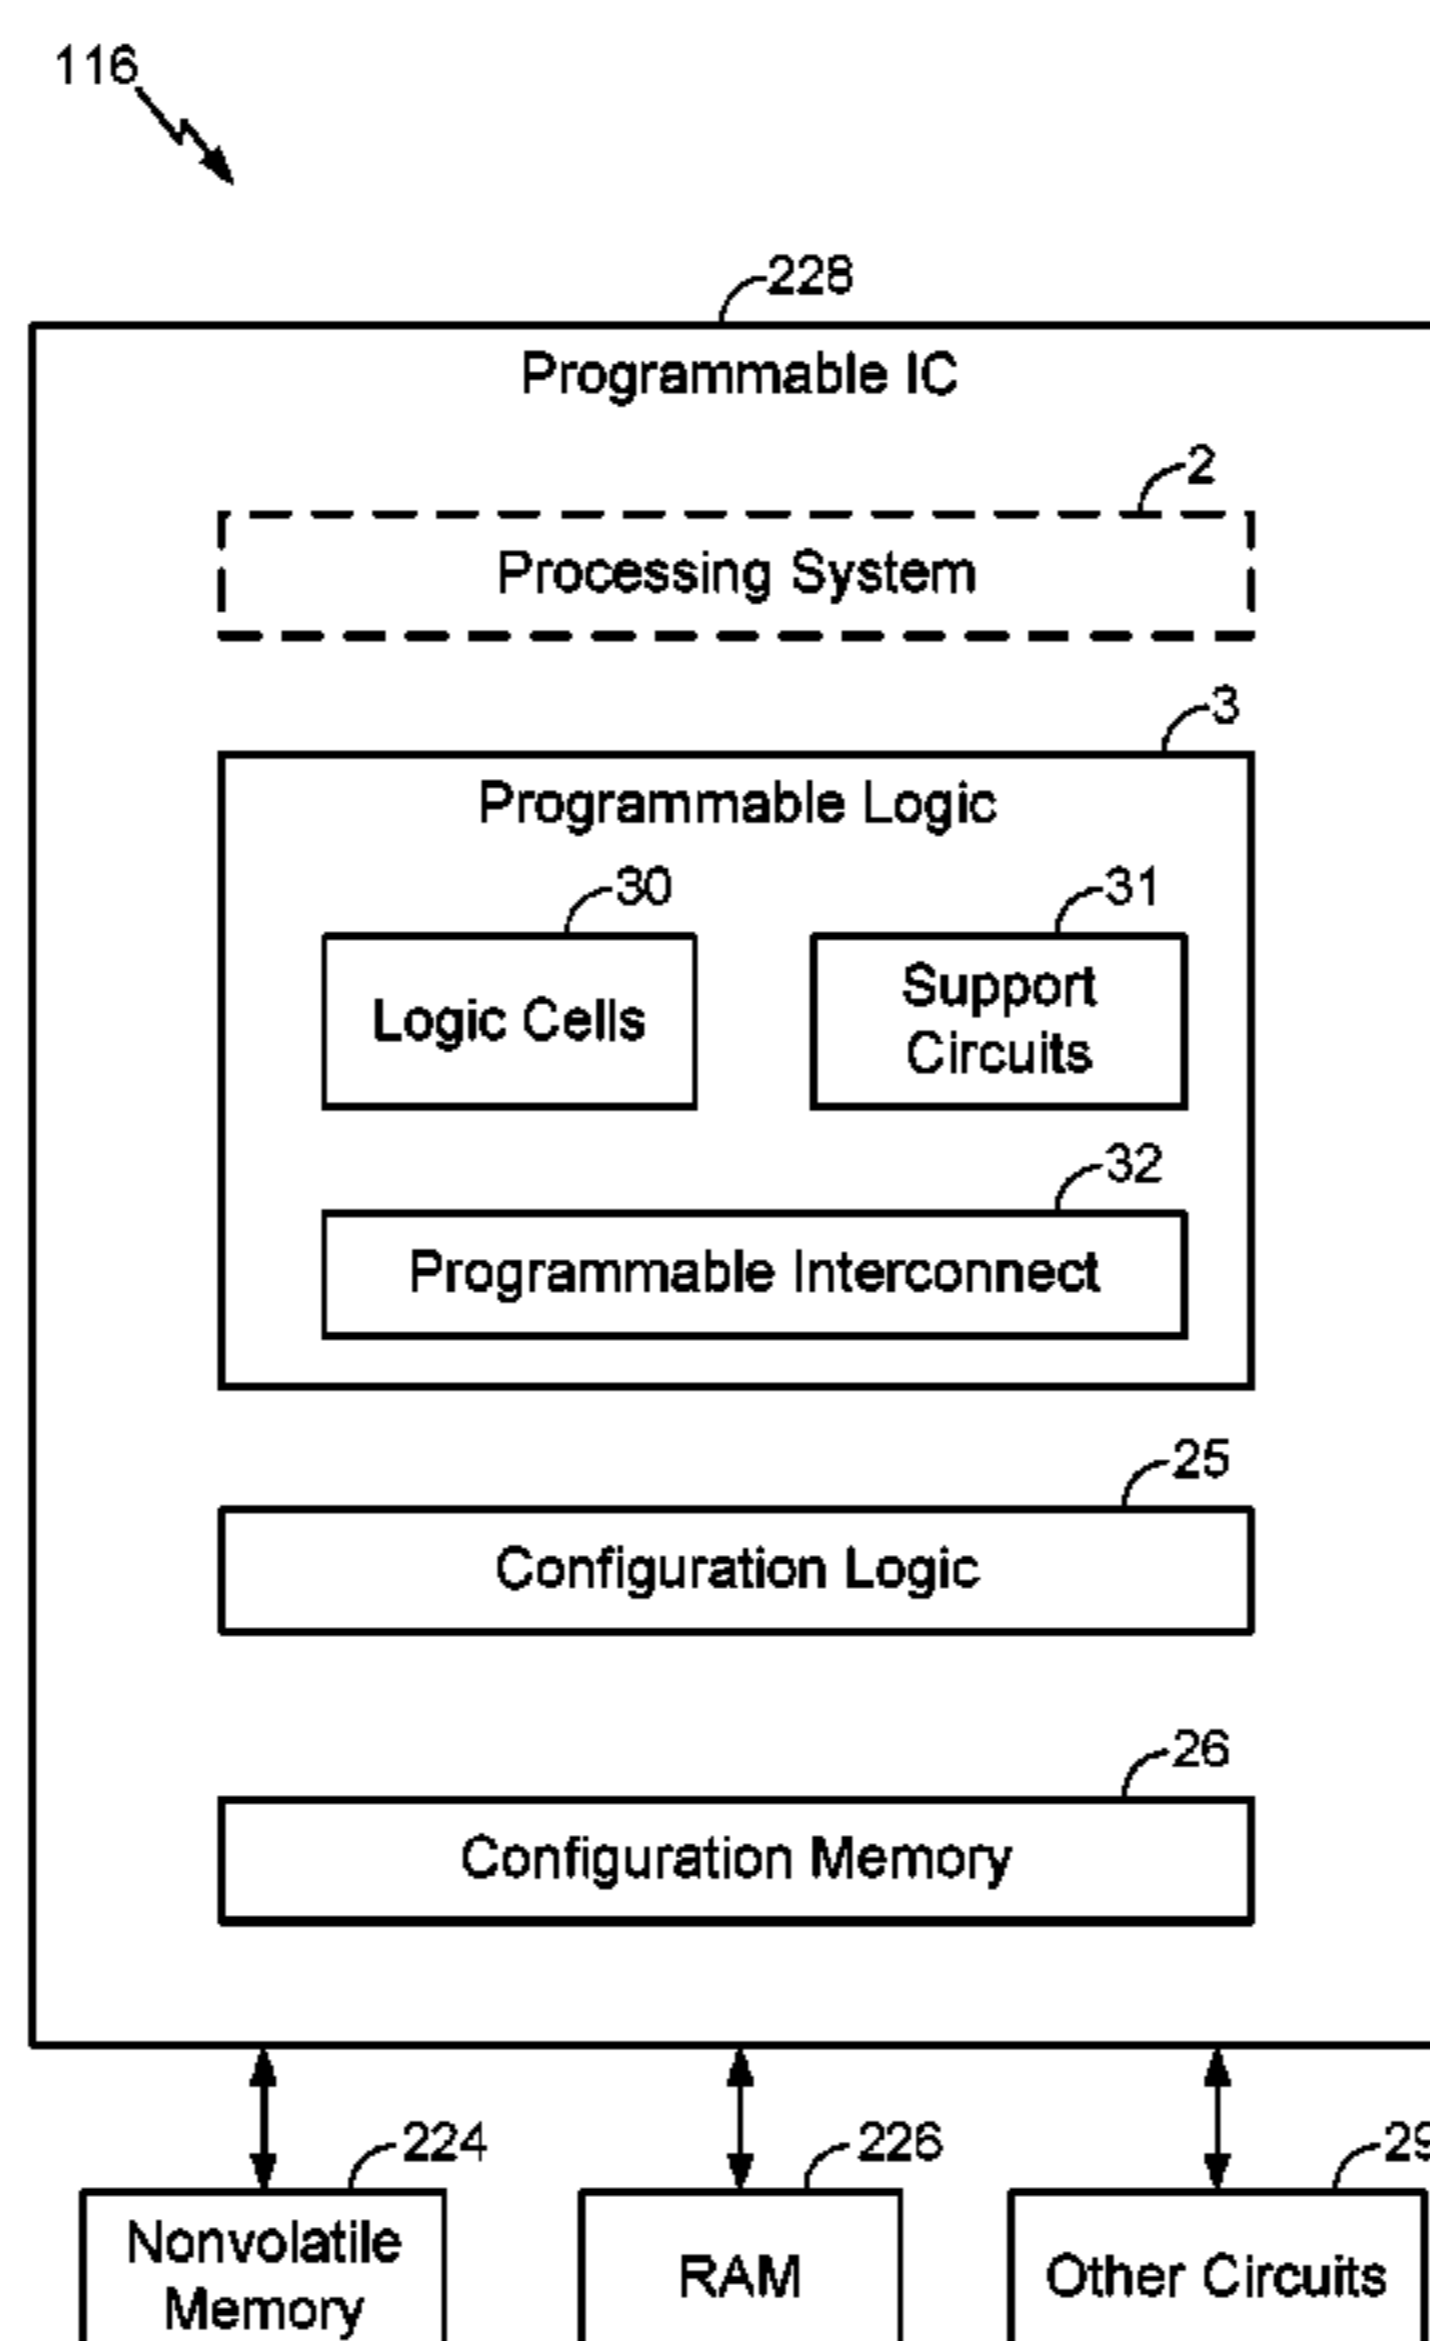 116
228
Programmable IC
2
Processing System
3
Programmable Logic
30
31
Logic Cells
Support
Circuits
32
Programmable Interconnect
25
Configuration Logic
26
Configuration Memory
224
226
29
Nonvolatile
Memory
RAM
Other Circuits